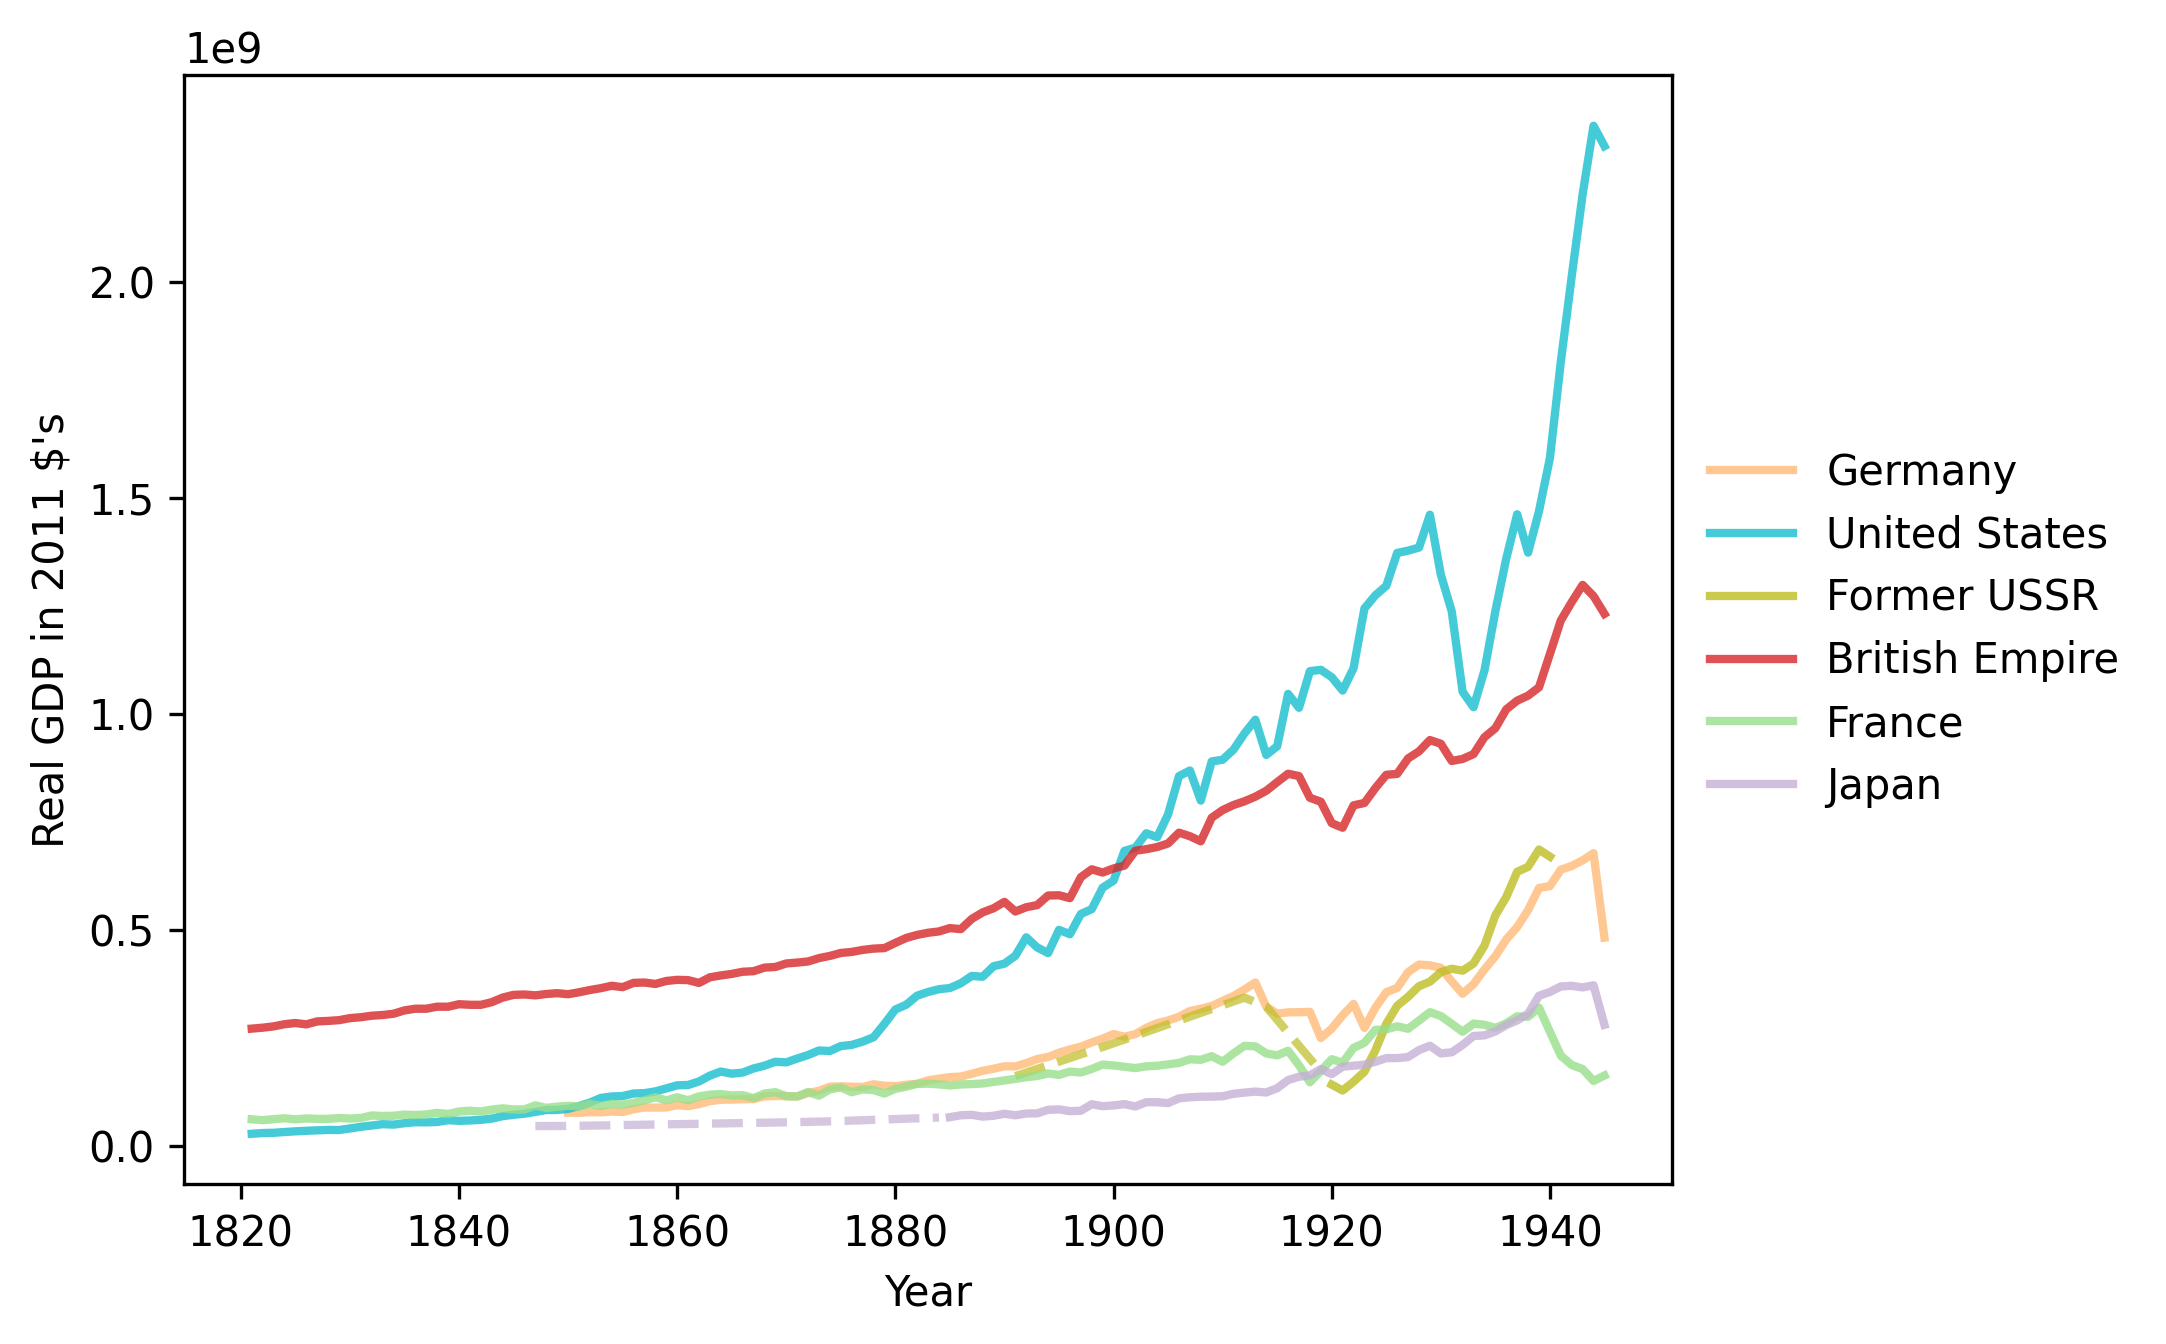 1e9
Real GDP in 2011 $'s
2.0
1.5
1.0
0.5
0.0
1820 1840 1860 1880 1900 1920 1940
Year
Germany
United States
Former USSR
British Empire
France
Japan